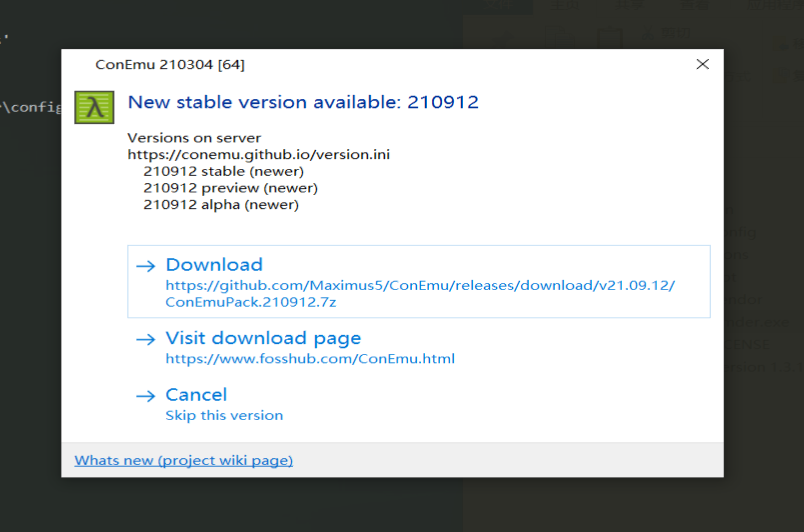 ConEmu 210304 [64]
New stable version available: 210912
Versions on server
https://conemu.github.io/version.ini
210912 stable (newer)
210912 preview (newer)
210912 alpha (newer)
Download
https://github.com/Maximus5/ConEmu/releases/download/v21.09.12/
ConEmuPack.210912.7z
Visit download page
https://www.fosshub.com/ConEmu.html
Cancel
Skip this version
Whats new (project wiki page)
\config